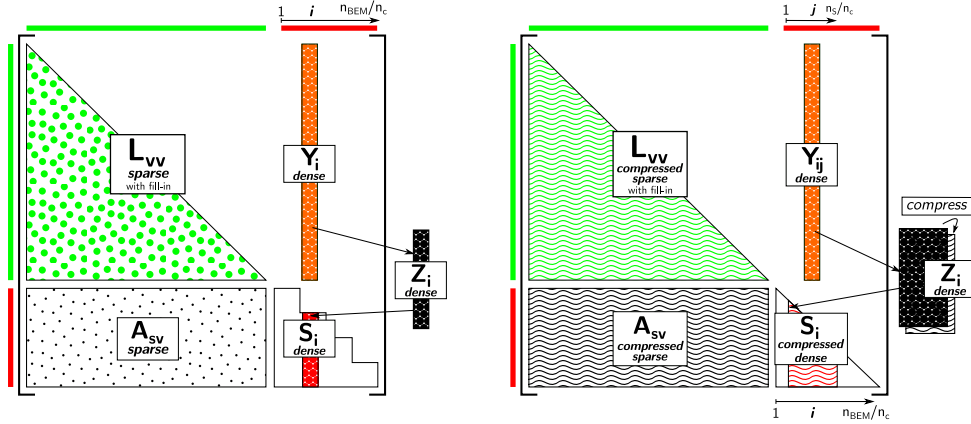 1 i n_BEM/n_c
L_vv
sparse
with fill-in
Y_i
dense
Z_i
dense
A_sv
sparse
S_i
dense
1 j n_S/n_c
L_vv
compressed
sparse
with fill-in
Y_ij
dense
compress
Z_i
dense
A_sv
compressed
sparse
S_i
compressed
dense
1 i n_BEM/n_c